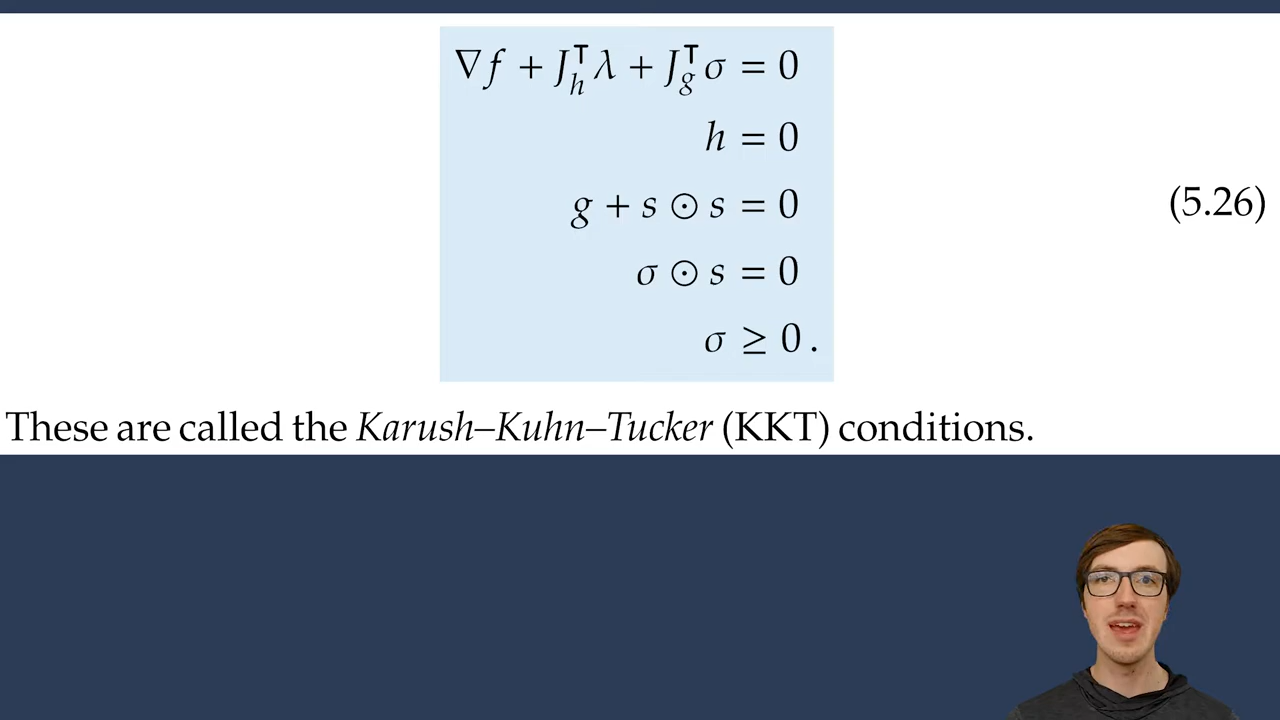 ∇f + J_h^⊤ λ + J_g^⊤ σ = 0
h = 0
g + s ⊙ s = 0
(5.26)
σ ⊙ s = 0
σ ≥ 0 .
These are called the Karush–Kuhn–Tucker (KKT) conditions.